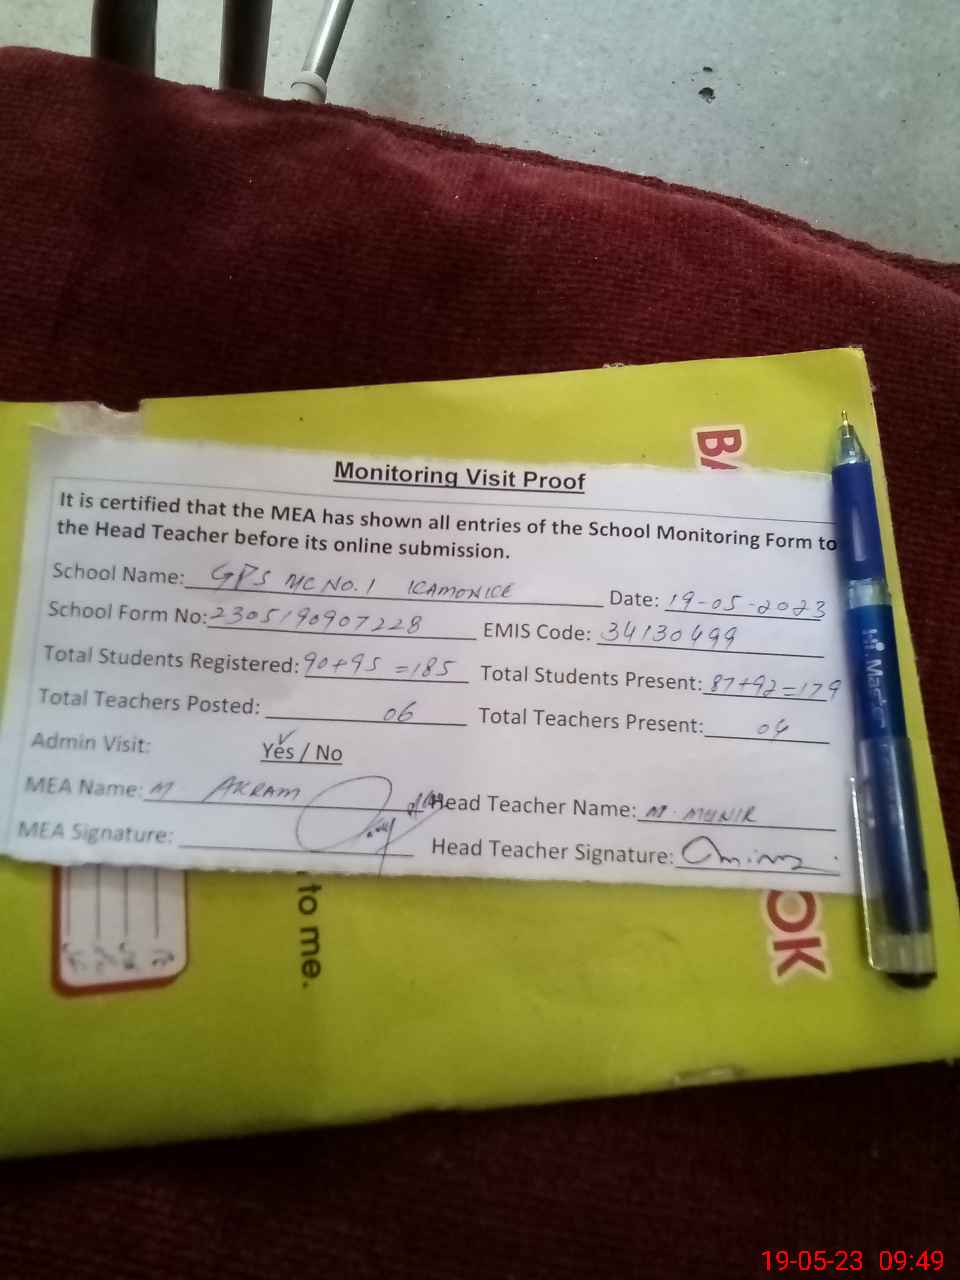 BA
Monitoring Visit Proof
It is certified that the MEA has shown all entries of the School Monitoring Form to
the Head Teacher before its online submission.
School Name: GPS MC NO.1 KAMONKE Date: 19-05-2023
School Form No: 2305190907228 EMIS Code: 34130499
Total Students Registered: 90+95 =185 Total Students Present: 87+92=179
Total Teachers Posted: 06 Total Teachers Present: 04
Admin Visit: Yes / No
MEA Name: M. AKRAM Head Teacher Name: M. MUNIR
MEA Signature: Head Teacher Signature:
to me.
OK
Hi.Master
19-05-23 09:49